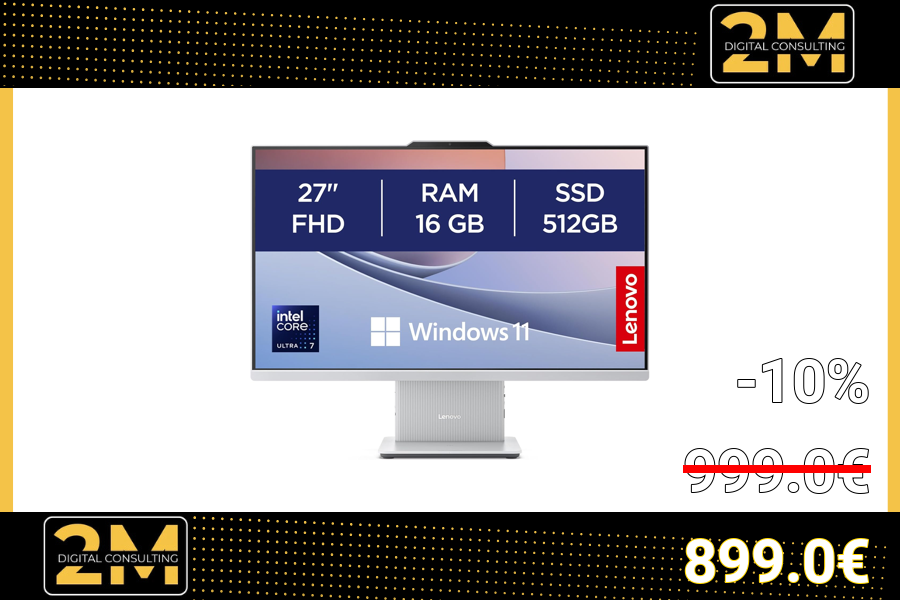 2M
DIGITAL CONSULTING
27"
FHD
RAM
16 GB
SSD
512GB
Lenovo
intel
CORE
ULTRA 7
Windows 11
Lenovo
-10%
999.0€
2M
DIGITAL CONSULTING
899.0€